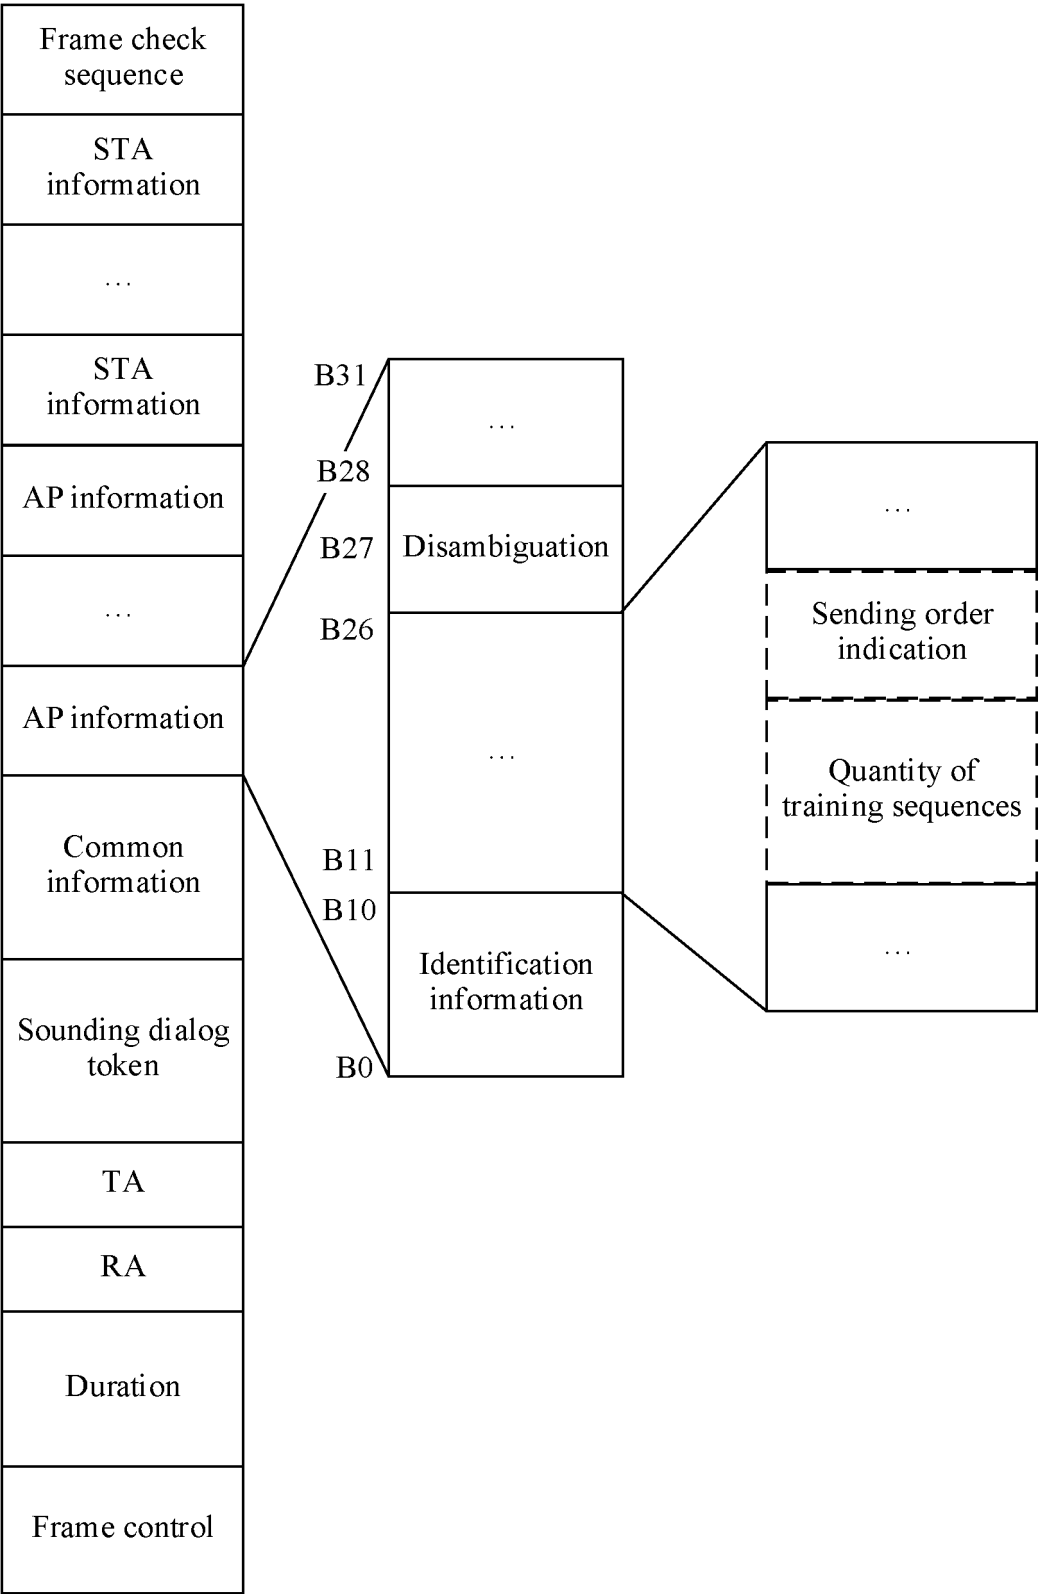 Frame check
sequence
STA
information
...
STA
information
AP information
...
AP information
Common
information
Sounding dialog
token
TA
RA
Duration
Frame control
B31
...
B28
B27
Disambiguation
B26
...
B11
B10
Identification
information
B0
...
Sending order
indication
Quantity of
training sequences
...